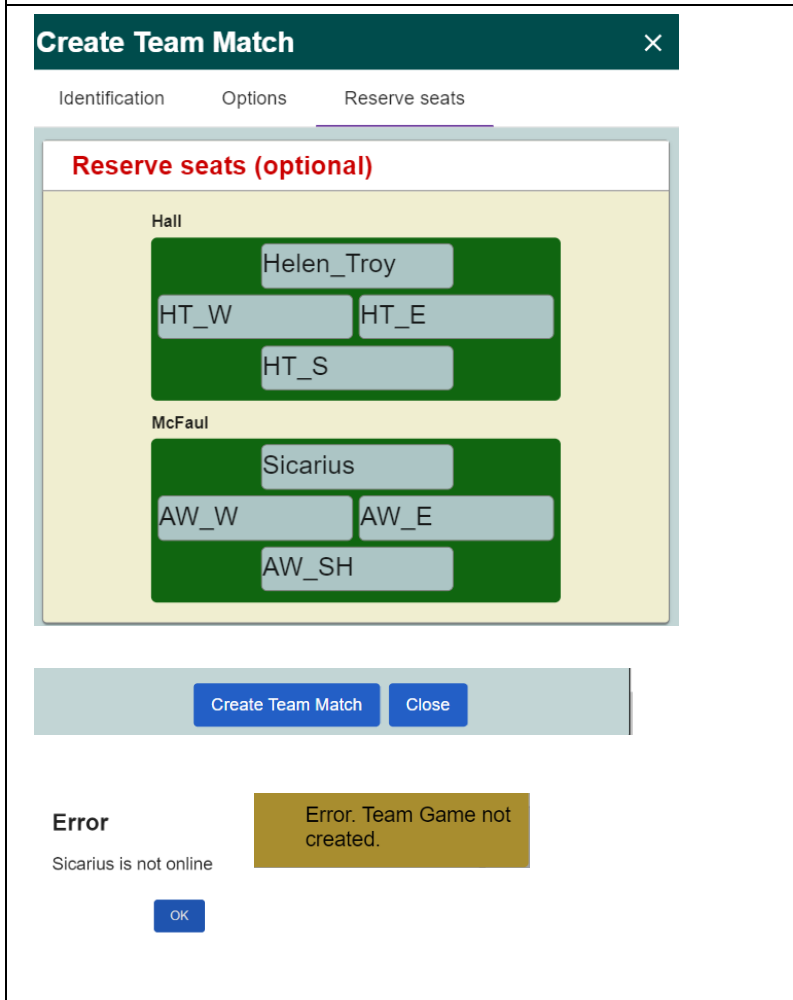 Create Team Match ×
Identification Options Reserve seats
Reserve seats (optional)
Hall
Helen_Troy
HT_W HT_E
HT_S
McFaul
Sicarius
AW_W AW_E
AW_SH
Create Team Match Close
Error
Sicarius is not online
OK
Error. Team Game not
created.